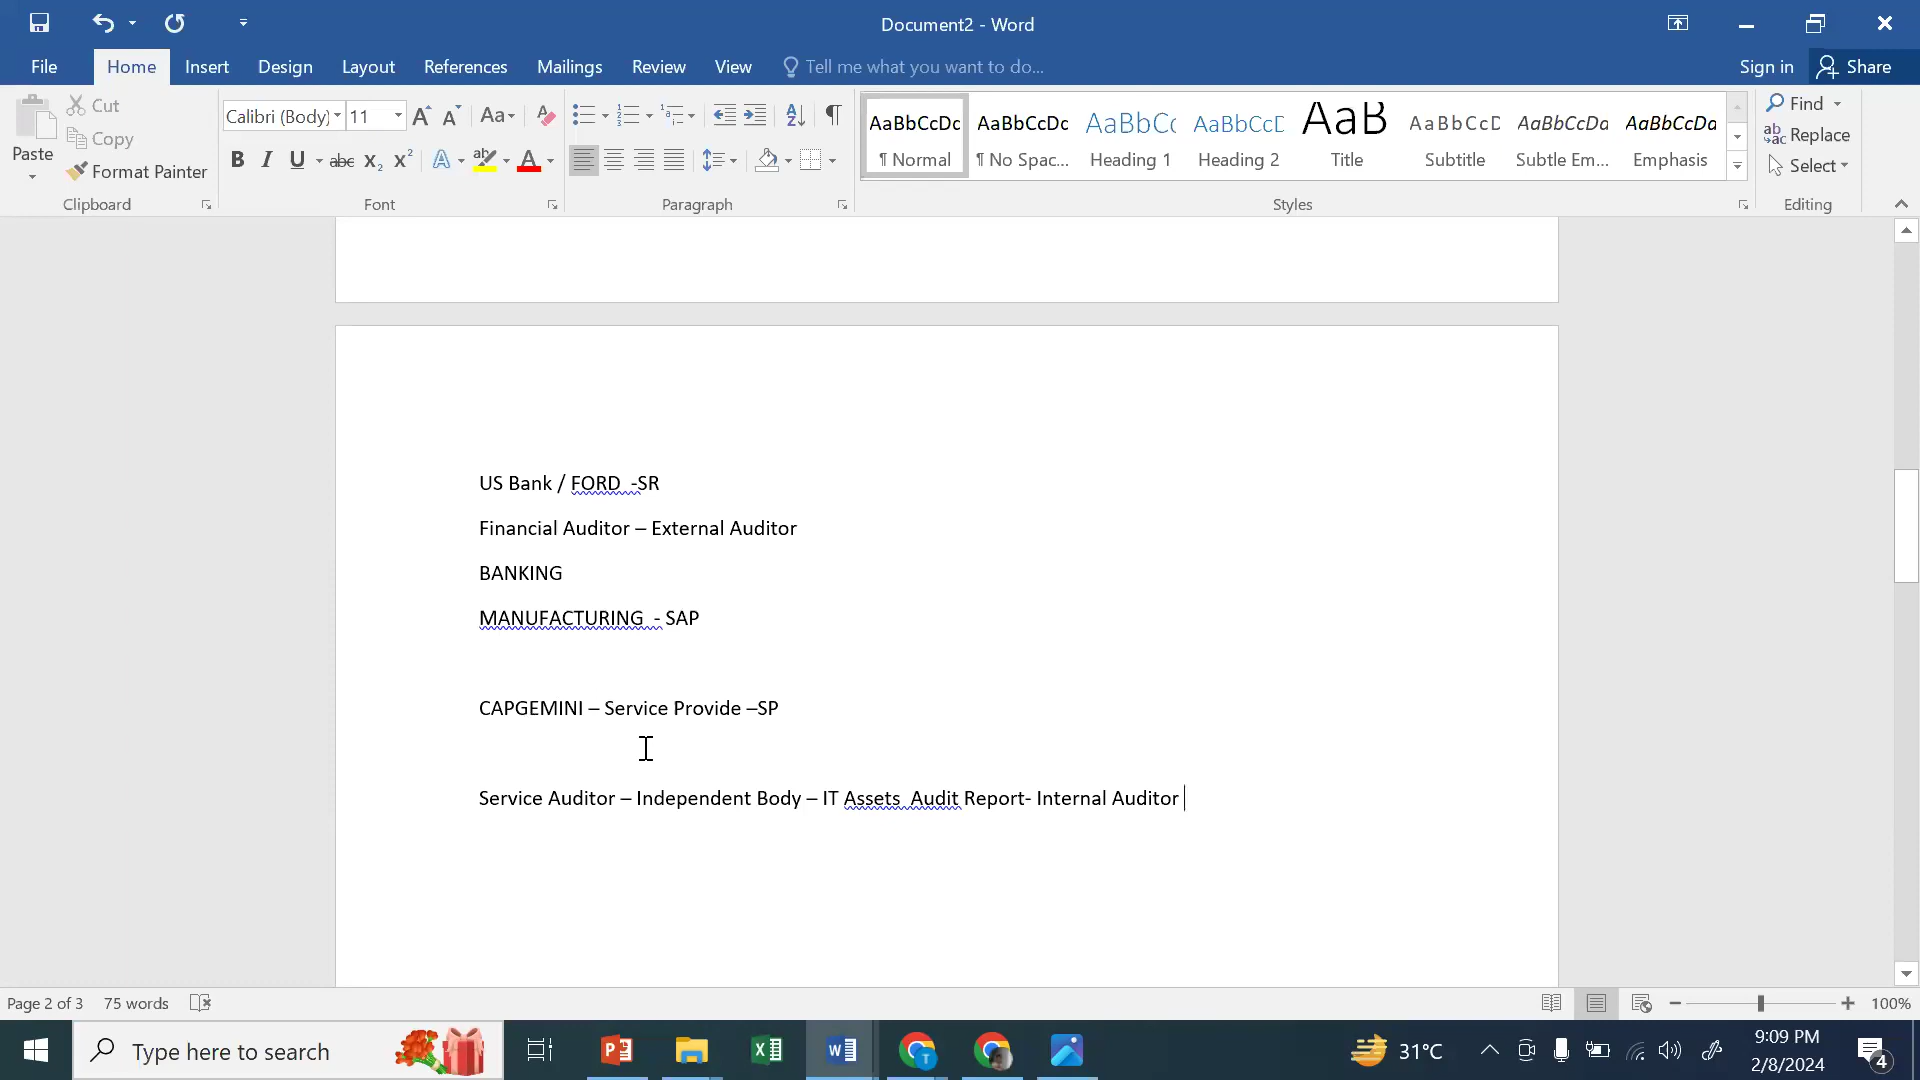 Document2 - Word
Sign in
Share
File
Home
Insert
Design
Layout
References
Mailings
Review
View
Tell me what you want to do...
Paste
Cut
Copy
Format Painter
Clipboard
Calibri (Body)
11
Font
Paragraph
AaBbCcDc
¶ Normal
AaBbCcDc
¶ No Spac...
AaBbCc
Heading 1
AaBbCcD
Heading 2
AaB
Title
AaBbCcD
Subtitle
AaBbCcDa
Subtle Em...
AaBbCcDa
Emphasis
Styles
Find
Replace
Select
Editing
US Bank / FORD  -SR
Financial Auditor – External Auditor
BANKING
MANUFACTURING  - SAP
CAPGEMINI – Service Provide –SP
Service Auditor – Independent Body – IT Assets  Audit Report- Internal Auditor
Page 2 of 3
75 words
100%
Type here to search
31°C
9:09 PM
2/8/2024
4